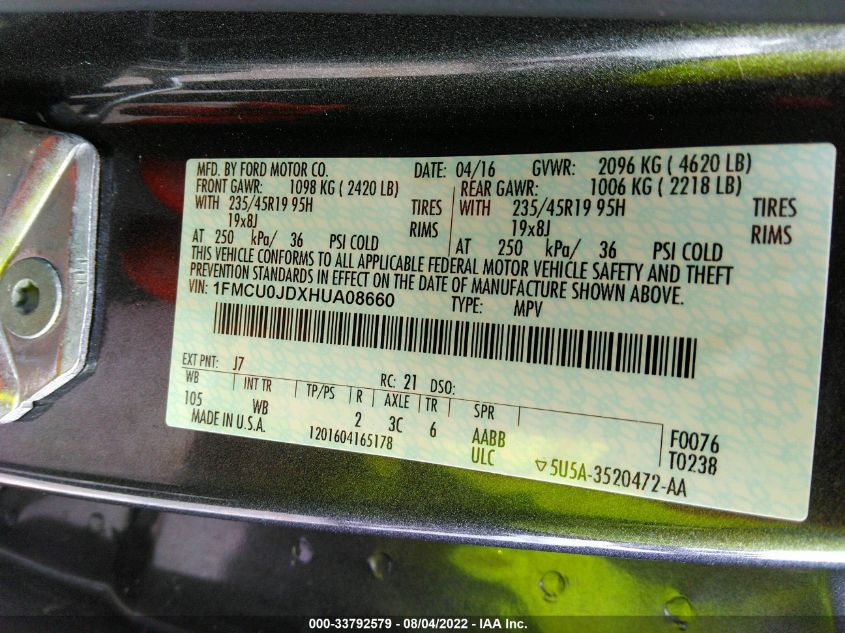 MFD. BY FORD MOTOR CO. DATE: 04/16 GVWR: 2096 KG ( 4620 LB)
FRONT GAWR: 1098 KG ( 2420 LB) REAR GAWR: 1006 KG ( 2218 LB)
WITH 235/45R19 95H TIRES WITH 235/45R19 95H TIRES
19x8J RIMS 19x8J RIMS
AT 250 kPa/ 36 PSI COLD AT 250 kPa/ 36 PSI COLD
THIS VEHICLE CONFORMS TO ALL APPLICABLE FEDERAL MOTOR VEHICLE SAFETY AND THEFT
PREVENTION STANDARDS IN EFFECT ON THE DATE OF MANUFACTURE SHOWN ABOVE.
VIN: 1FMCU0JDXHUA08660 TYPE: MPV
EXT PNT: J7 RC: 21 DSO:
WB INT TR TP/PS R AXLE TR SPR
105 WB 2 3C 6 AABB F0076
MADE IN U.S.A. 1201604165178 ULC T0238
5U5A-3520472-AA
000-33792579 - 08/04/2022 - IAA Inc.